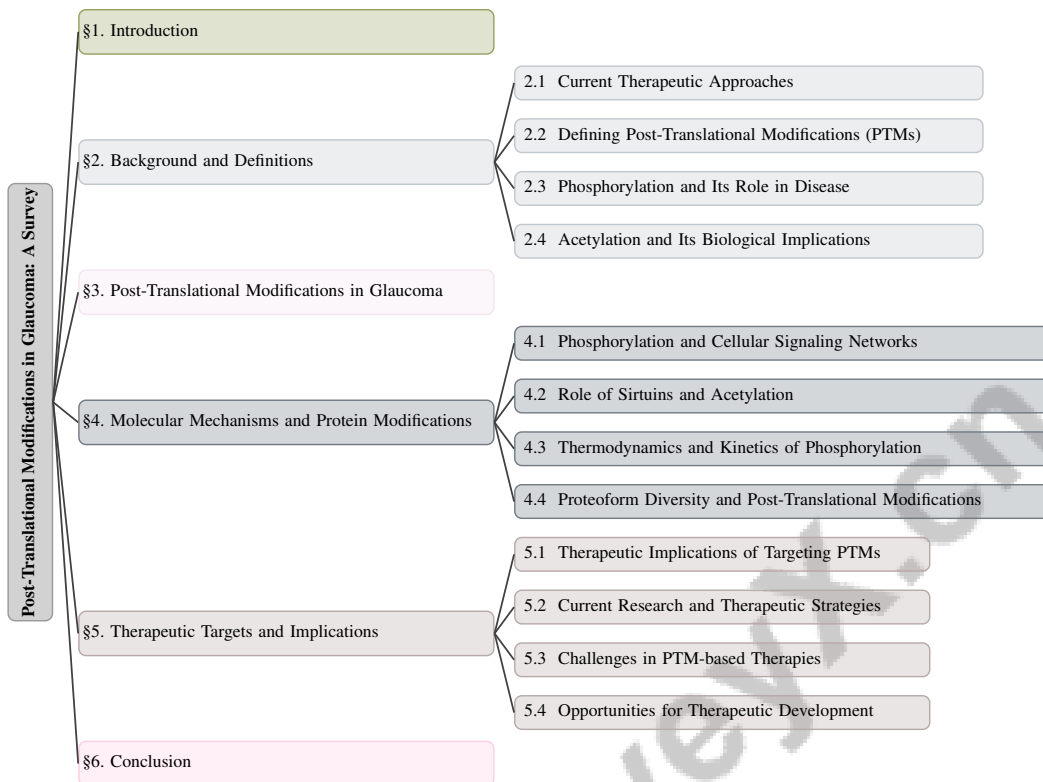 Post-Translational Modifications in Glaucoma: A Survey
§1. Introduction
§2. Background and Definitions
2.1 Current Therapeutic Approaches
2.2 Defining Post-Translational Modifications (PTMs)
2.3 Phosphorylation and Its Role in Disease
2.4 Acetylation and Its Biological Implications
§3. Post-Translational Modifications in Glaucoma
§4. Molecular Mechanisms and Protein Modifications
4.1 Phosphorylation and Cellular Signaling Networks
4.2 Role of Sirtuins and Acetylation
4.3 Thermodynamics and Kinetics of Phosphorylation
4.4 Proteoform Diversity and Post-Translational Modifications
§5. Therapeutic Targets and Implications
5.1 Therapeutic Implications of Targeting PTMs
5.2 Current Research and Therapeutic Strategies
5.3 Challenges in PTM-based Therapies
5.4 Opportunities for Therapeutic Development
§6. Conclusion
veyx.cn